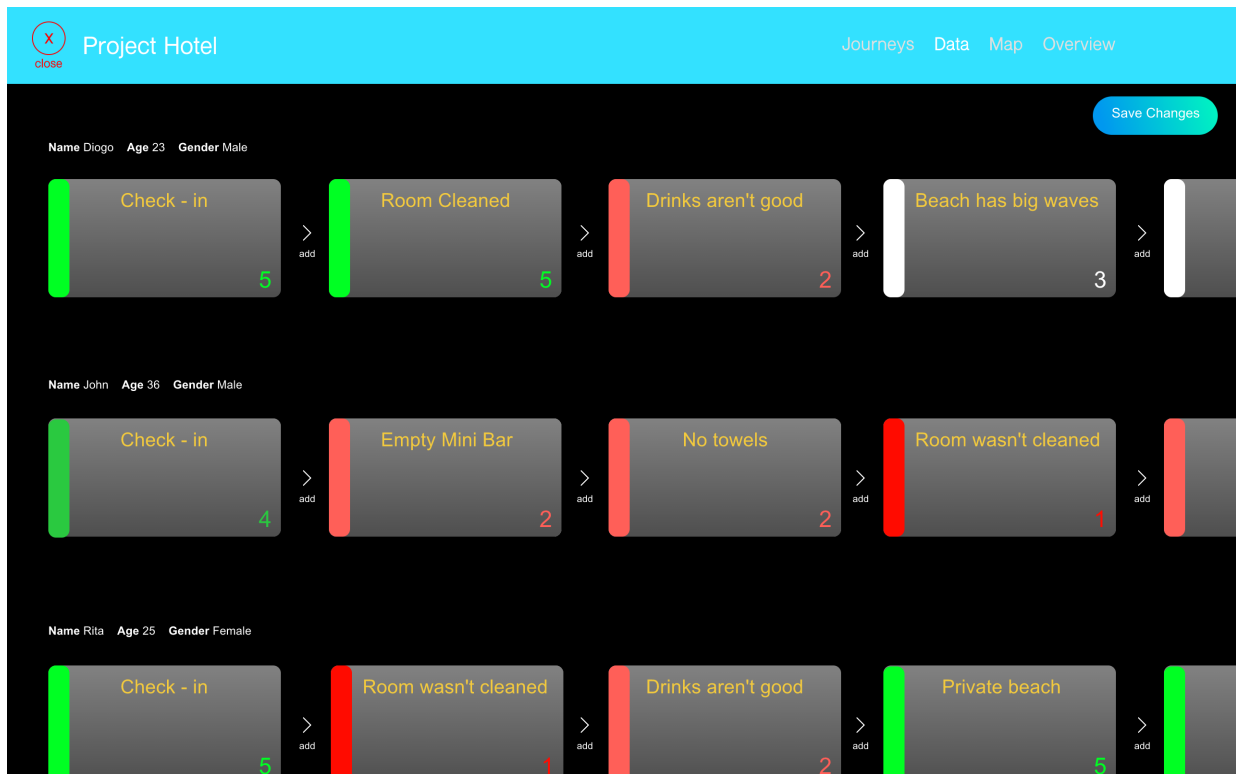 X
close
Project Hotel
Journeys Data Map Overview
Save Changes
Name Diogo Age 23 Gender Male
Check - in
5
add
Room Cleaned
5
add
Drinks aren't good
2
add
Beach has big waves
3
add
Name John Age 36 Gender Male
Check - in
4
add
Empty Mini Bar
2
add
No towels
2
add
Room wasn't cleaned
1
add
Name Rita Age 25 Gender Female
Check - in
5
add
Room wasn't cleaned
1
add
Drinks aren't good
2
add
Private beach
5
add